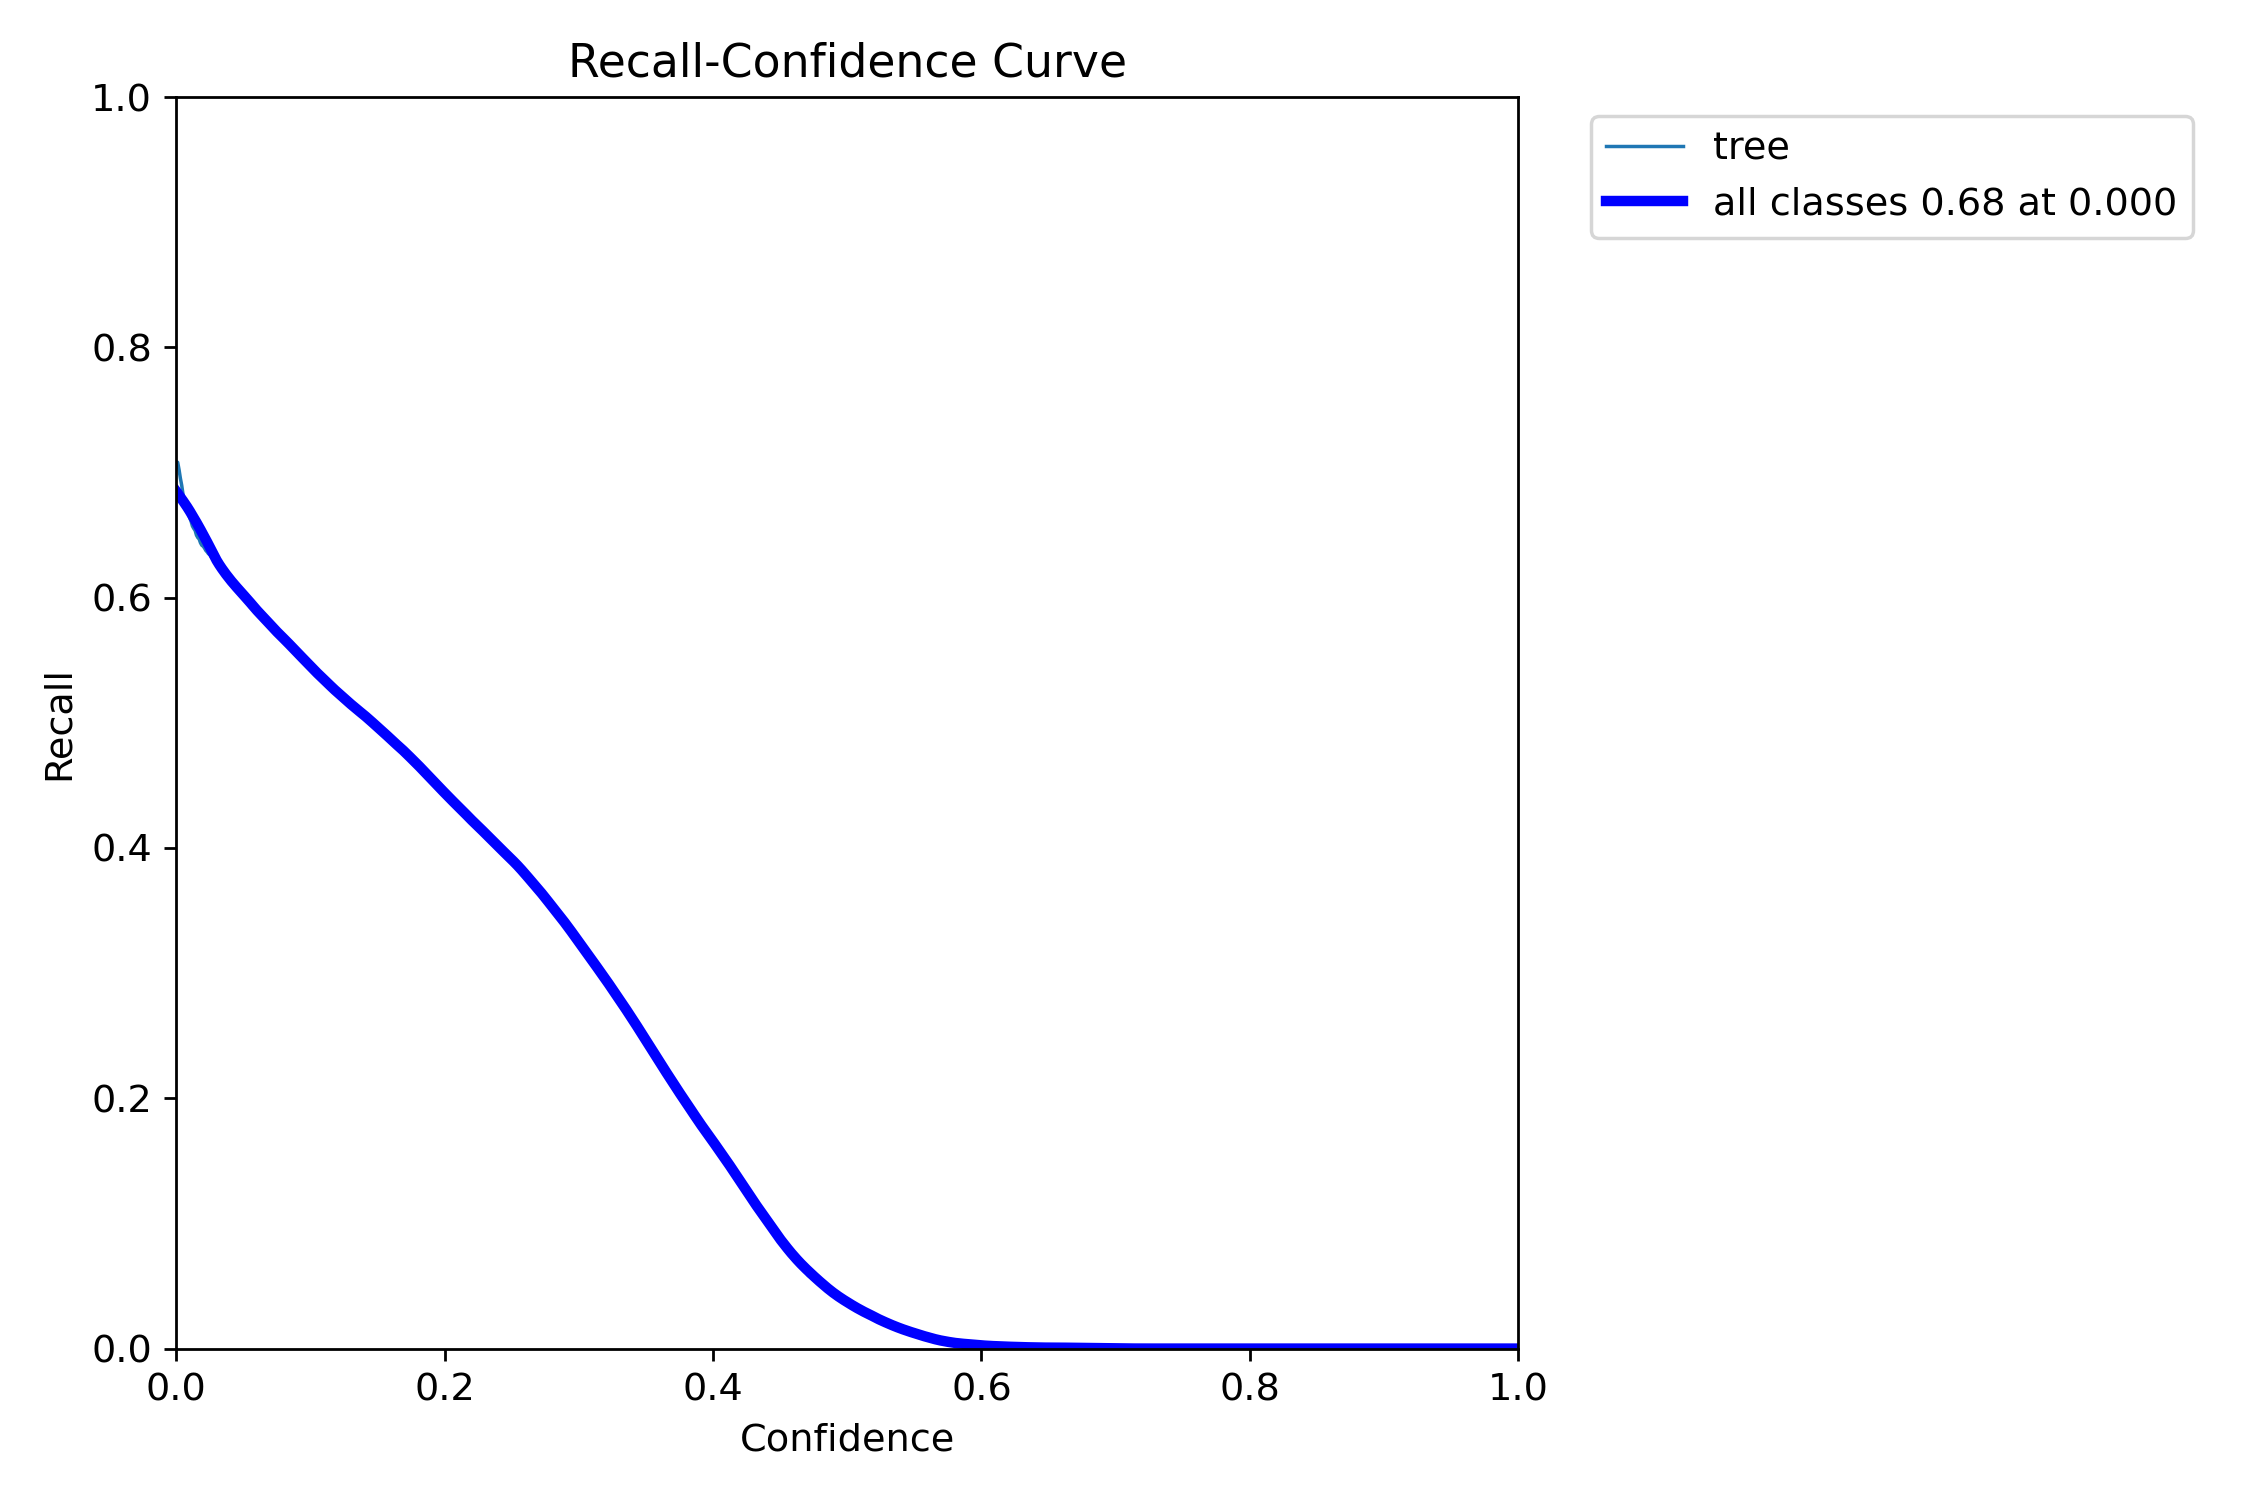 Recall-Confidence Curve
1.0
0.8
0.6
0.4
0.2
0.0
Recall
0.0 0.2 0.4 0.6 0.8 1.0
Confidence
tree
all classes 0.68 at 0.000